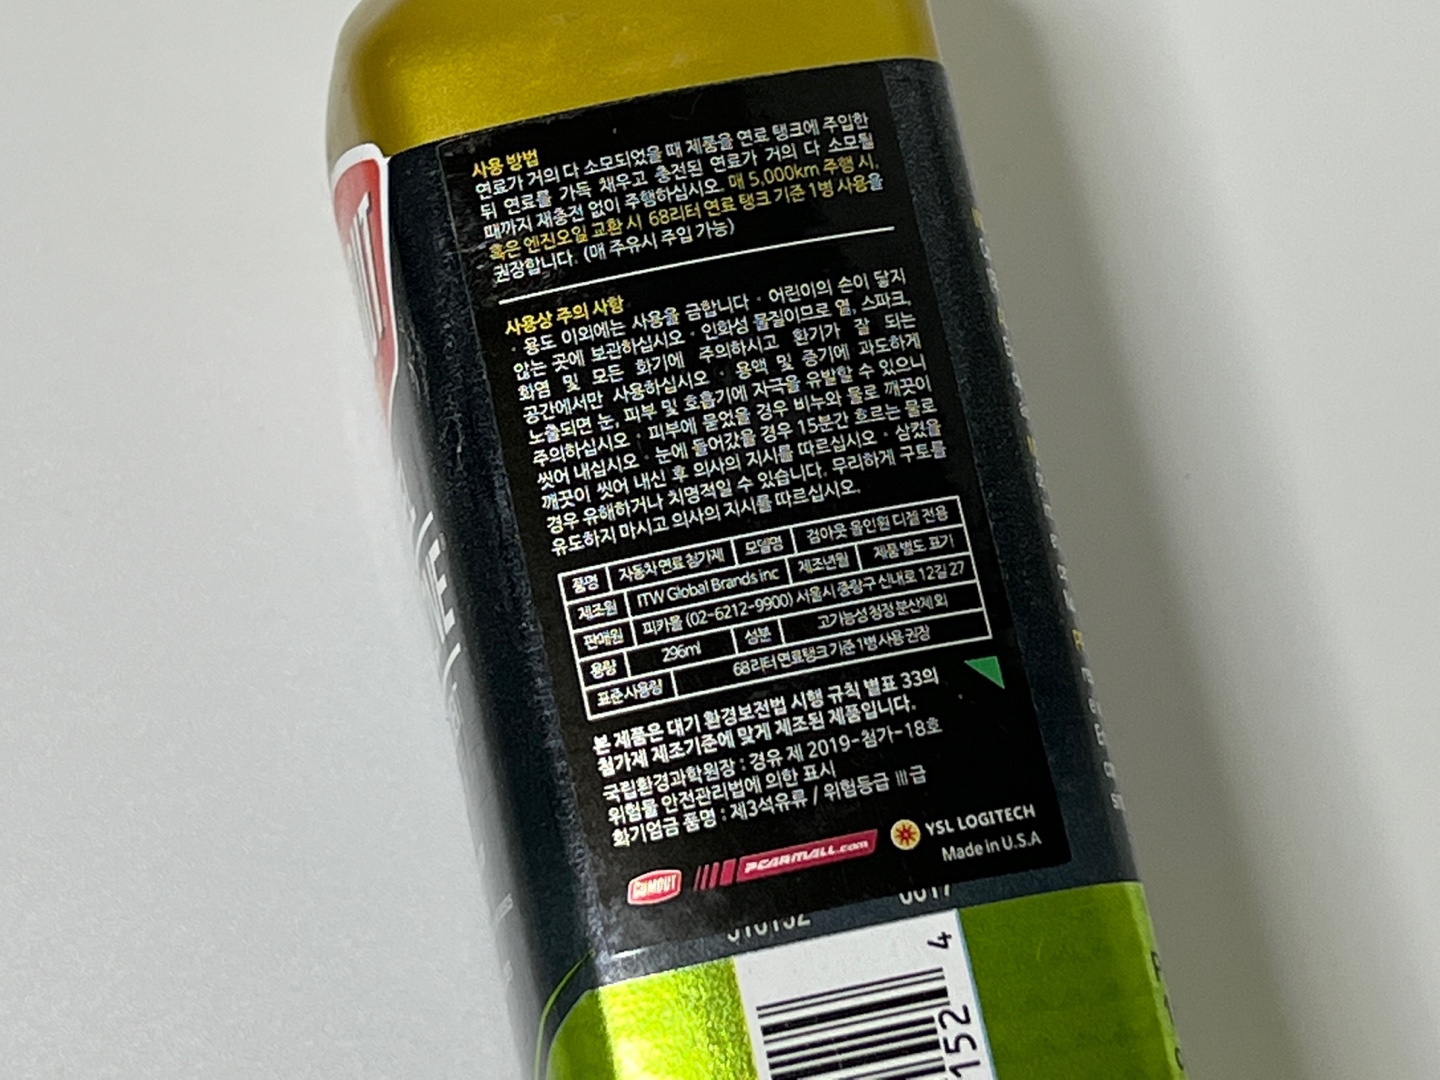 사용 방법
연료가 거의 다 소모되었을 때 제품을 연료 탱크에 주입한
뒤 연료를 가득 채우고 충전된 연료가 거의 다 소모될
때까지 재충전 없이 주행하십시오. 매 5,000km 주행 시,
혹은 엔진오일 교환 시 68리터 연료 탱크 기준 1병 사용을
권장합니다. (매 주유시 주입 가능)
사용상 주의 사항
· 용도 이외에는 사용을 금합니다 · 어린이의 손이 닿지
않는 곳에 보관하십시오 · 인화성 물질이므로 열, 스파크,
화염 및 모든 화기에 주의하시고 환기가 잘 되는
공간에서만 사용하십시오 · 용액 및 증기에 과도하게
노출되면 눈, 피부 및 호흡기에 자극을 유발할 수 있으니
주의하십시오 · 피부에 묻었을 경우 비누와 물로 깨끗이
씻어 내십시오 · 눈에 들어갔을 경우 15분간 흐르는 물로
깨끗이 씻어 내신 후 의사의 지시를 따르십시오 · 삼켰을
경우 유해하거나 치명적일 수 있습니다. 무리하게 구토를
유도하지 마시고 의사의 지시를 따르십시오.
품명 자동차 연료 첨가제 모델명 검아웃 올인원 디젤 전용
제조원 ITW Global Brands inc 제조년월 제품 별도 표기
판매원 피카몰 (02-6212-9900) 서울시 중랑구 신내로 12길 27
용량 296ml 성분 고가능성 청정 분산제 외
표준 사용량 68리터 연료탱크 기준 1병 사용 권장
본 제품은 대기 환경보전법 시행 규칙 별표 33의
첨가제 제조기준에 맞게 제조된 제품입니다.
국립환경과학원장 : 경유 제 2019-첨가-18호
위험물 안전관리법에 의한 표시
화기엄금 품명 : 제3석유류 / 위험등급 III급
GUMOUT PCARMALL.com YSL LOGITECH
Made in U.S.A
152
4